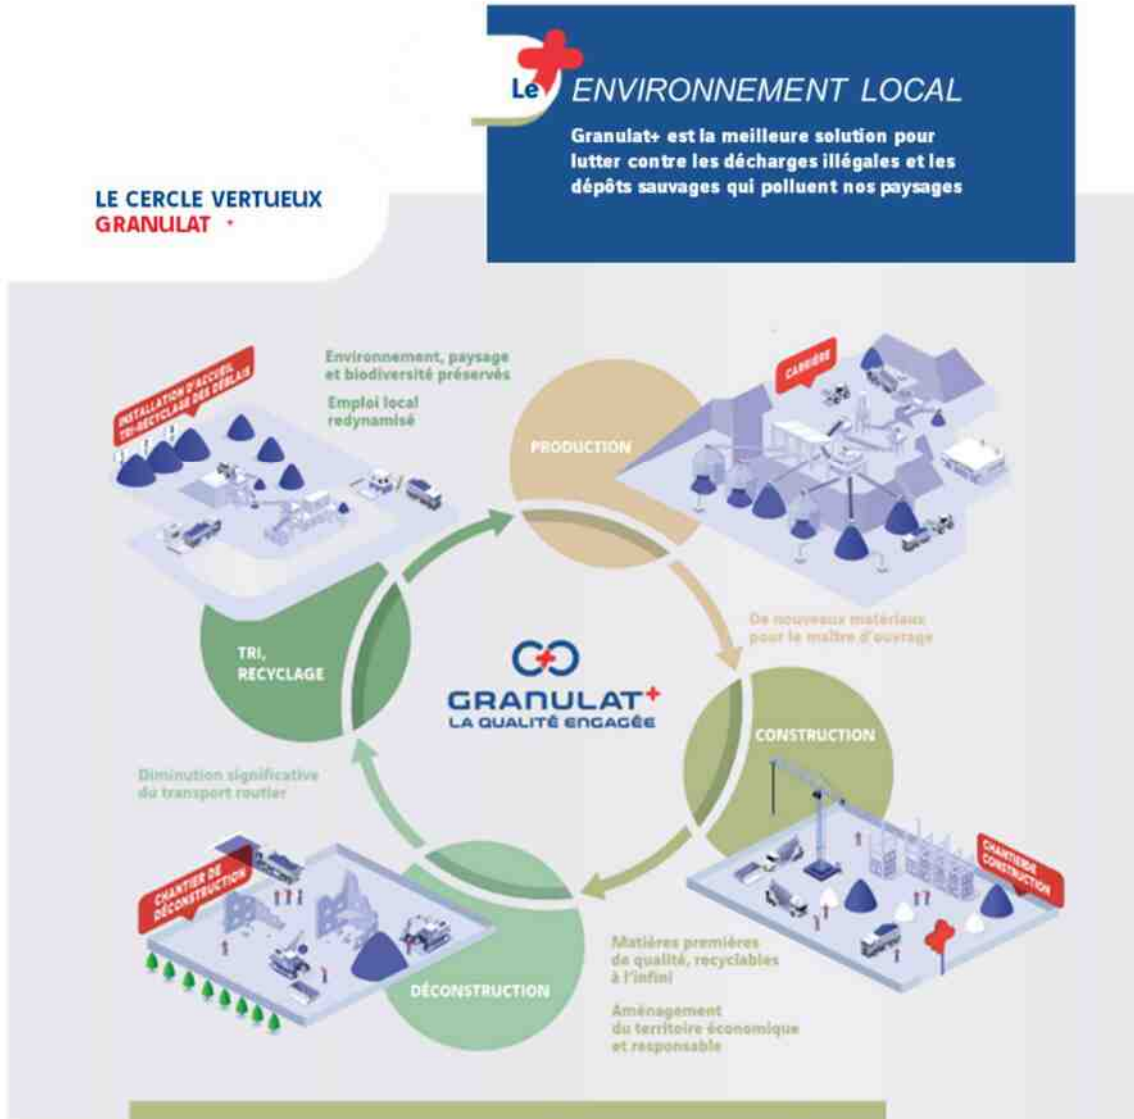 Le
ENVIRONNEMENT LOCAL
Granulat+ est la meilleure solution pour
lutter contre les décharges illégales et les
dépôts sauvages qui polluent nos paysages
LE CERCLE VERTUEUX
GRANULAT +
INSTALLATION D'ACCUEIL
TRI-RECYCLAGE DES DÉBLAIS
Environnement, paysage
et biodiversité préservés
Emploi local
redynamisé
PRODUCTION
CARRIÈRE
De nouveaux matériaux
pour le maître d'ouvrage
TRI,
RECYCLAGE
GRANULAT+
LA QUALITÉ ENGAGÉE
CONSTRUCTION
Diminution significative
du transport routier
CHANTIER DE
DÉCONSTRUCTION
CHANTIER DE
CONSTRUCTION
DÉCONSTRUCTION
Matières premières
de qualité, recyclables
à l'infini
Aménagement
du territoire économique
et responsable